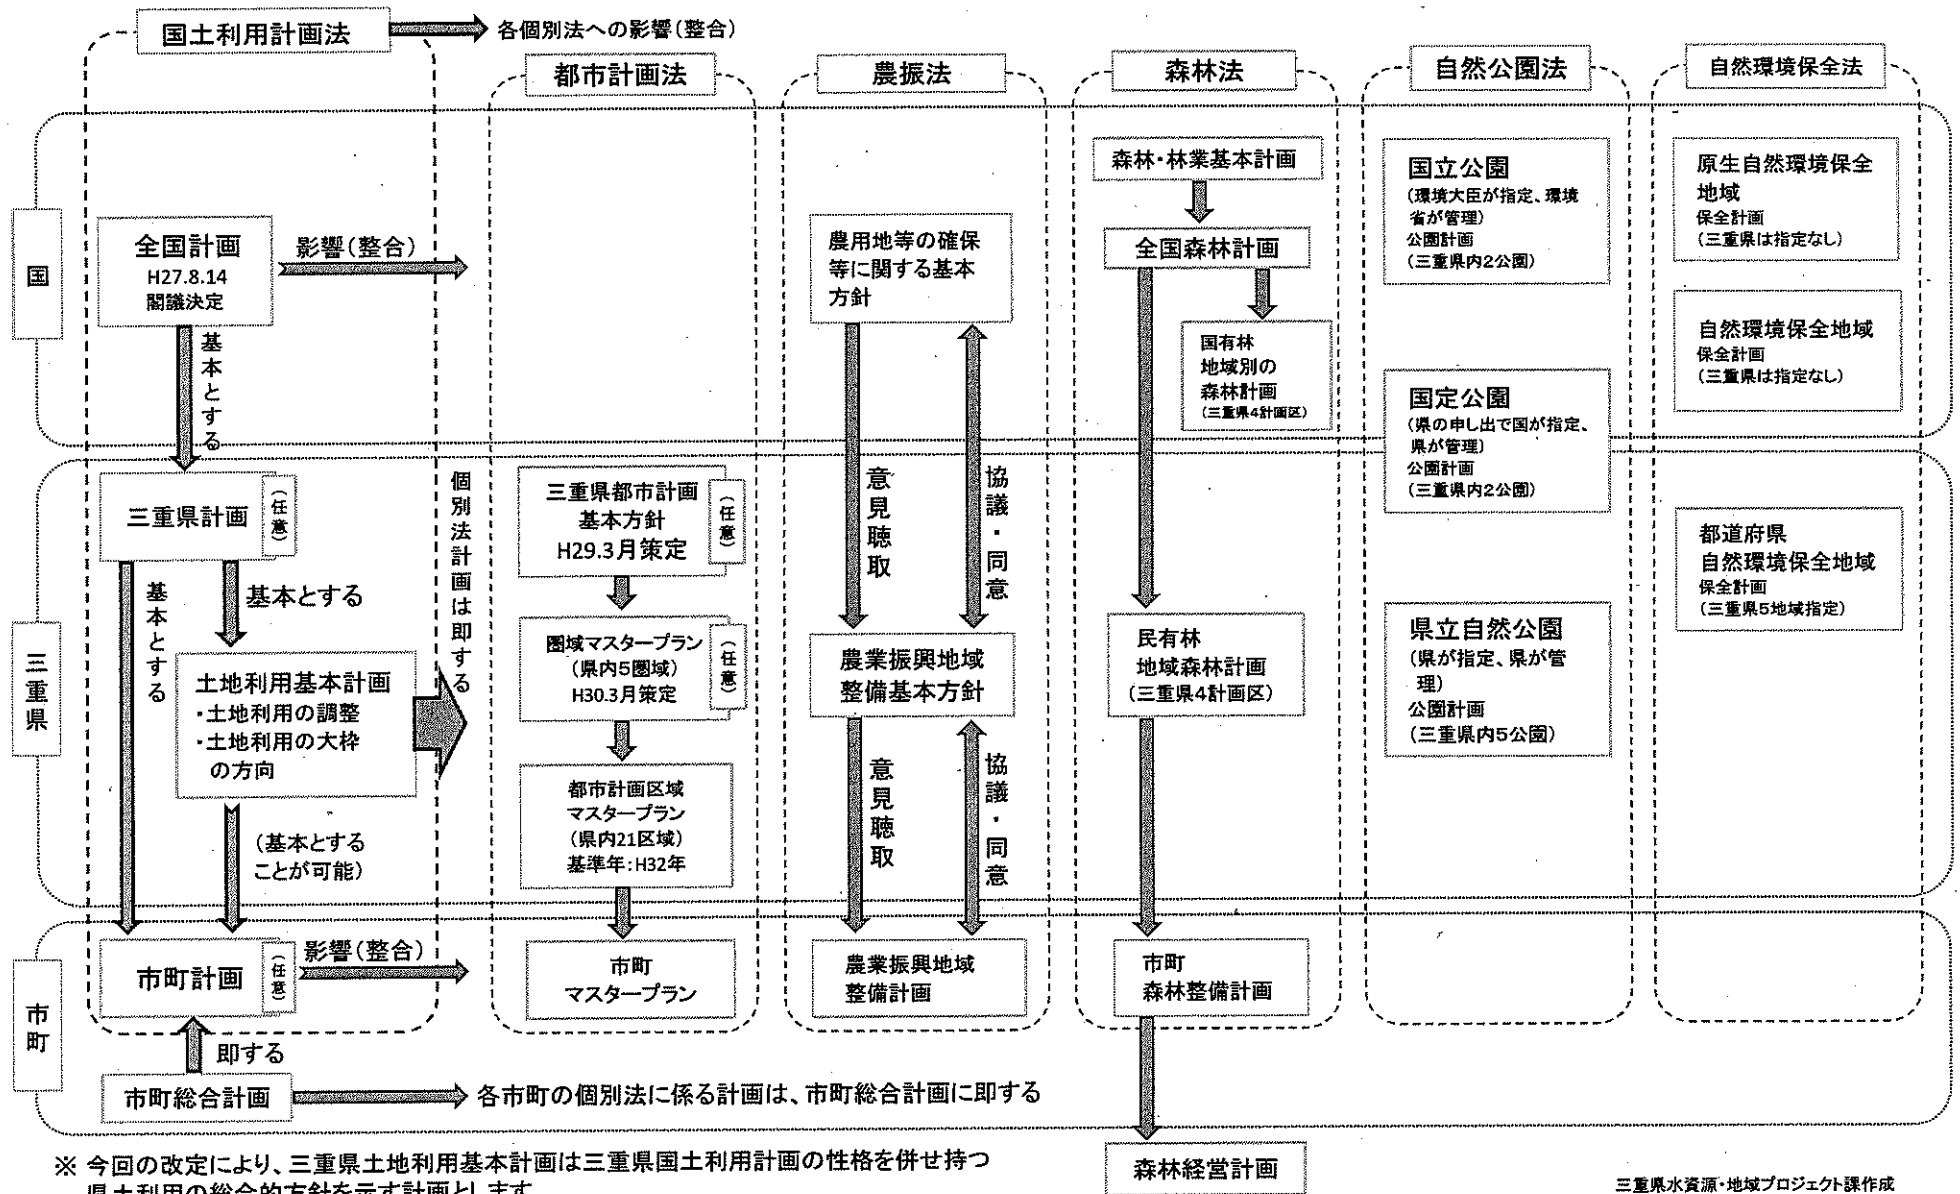 国土利用計画法
各個別法への影響(整合)
都市計画法
農振法
森林法
自然公園法
自然環境保全法
国
全国計画
H27.8.14
閣議決定
影響(整合)
基本とする
農用地等の確保
等に関する基本
方針
森林・林業基本計画
全国森林計画
国有林
地域別の
森林計画
(三重県4計画区)
国立公園
(環境大臣が指定、環境
省が管理)
公園計画
(三重県内2公園)
国定公園
(県の申し出で国が指定、
県が管理)
公園計画
(三重県内2公園)
原生自然環境保全
地域
保全計画
(三重県は指定なし)
自然環境保全地域
保全計画
(三重県は指定なし)
三重県
三重県計画
(任意)
基本とする
基本とする
土地利用基本計画
・土地利用の調整
・土地利用の大枠
の方向
(基本とする
ことが可能)
個別法計画は即する
三重県都市計画
基本方針
H29.3月策定
(任意)
圏域マスタープラン
(県内5圏域)
H30.3月策定
(任意)
都市計画区域
マスタープラン
(県内21区域)
基準年:H32年
意見聴取
協議・同意
農業振興地域
整備基本方針
意見聴取
協議・同意
民有林
地域森林計画
(三重県4計画区)
県立自然公園
(県が指定、県が管
理)
公園計画
(三重県内5公園)
都道府県
自然環境保全地域
保全計画
(三重県5地域指定)
市町
市町計画
(任意)
影響(整合)
即する
市町総合計画
各市町の個別法に係る計画は、市町総合計画に即する
市町
マスタープラン
農業振興地域
整備計画
市町
森林整備計画
森林経営計画
※ 今回の改定により、三重県土地利用基本計画は三重県国土利用計画の性格を併せ持つ
県土利用の総合的方針を示す計画とします
三重県水資源・地域プロジェクト課作成